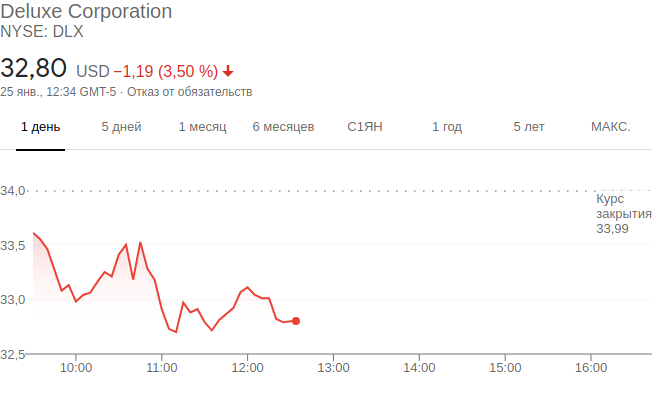 Deluxe Corporation
NYSE: DLX
32,80 USD −1,19 (3,50 %)
25 янв., 12:34 GMT-5 · Отказ от обязательств
1 день 5 дней 1 месяц 6 месяцев С1ЯН 1 год 5 лет МАКС.
34,0
Курс
закрытия
33,99
33,5
33,0
32,5
10:00 11:00 12:00 13:00 14:00 15:00 16:00